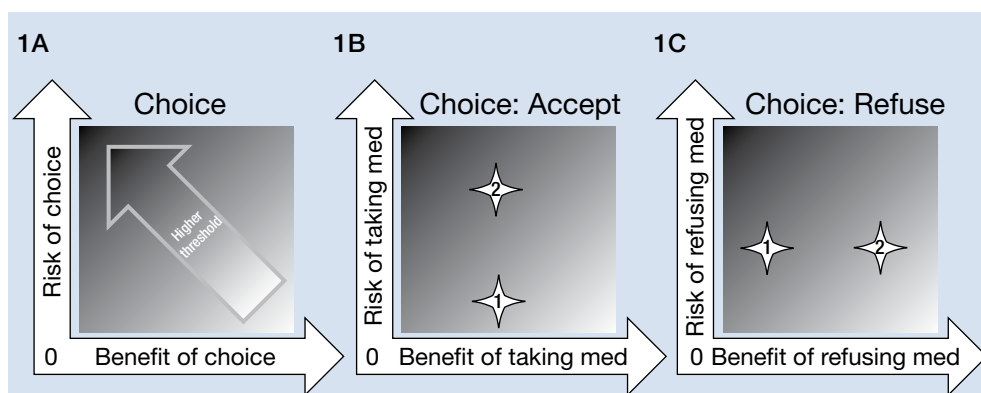 1A
Choice
Risk of choice
Higher
threshold
0 Benefit of choice
1B
Choice: Accept
Risk of taking med
2
1
0 Benefit of taking med
1C
Choice: Refuse
Risk of refusing med
1
2
0 Benefit of refusing med